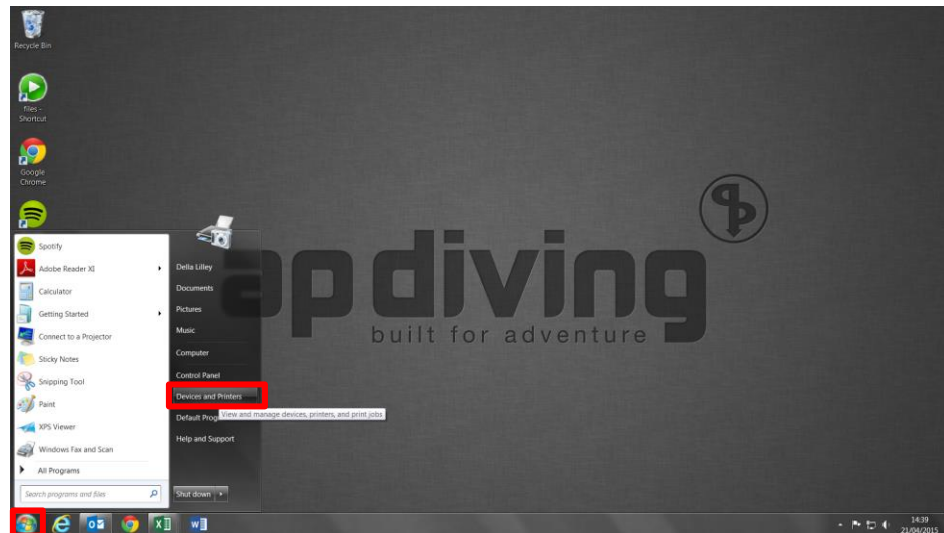 Recycle Bin
files -
Shortcut
Google
Chrome
apdiving
built for adventure
Spotify
Adobe Reader XI
Calculator
Getting Started
Connect to a Projector
Sticky Notes
Snipping Tool
Paint
XPS Viewer
Windows Fax and Scan
All Programs
Search programs and files
Della Lilley
Documents
Pictures
Music
Computer
Control Panel
Devices and Printers
Default Prog
View and manage devices, printers, and print jobs
Help and Support
Shut down
14:39
21/04/2015